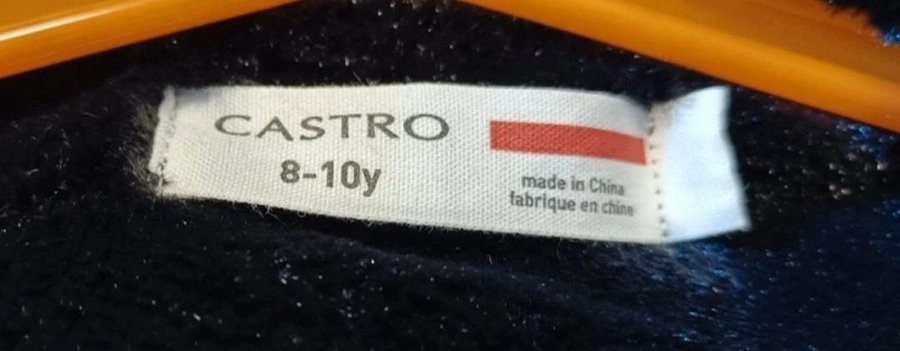 CASTRO
8-10y
made in China
fabrique en chine